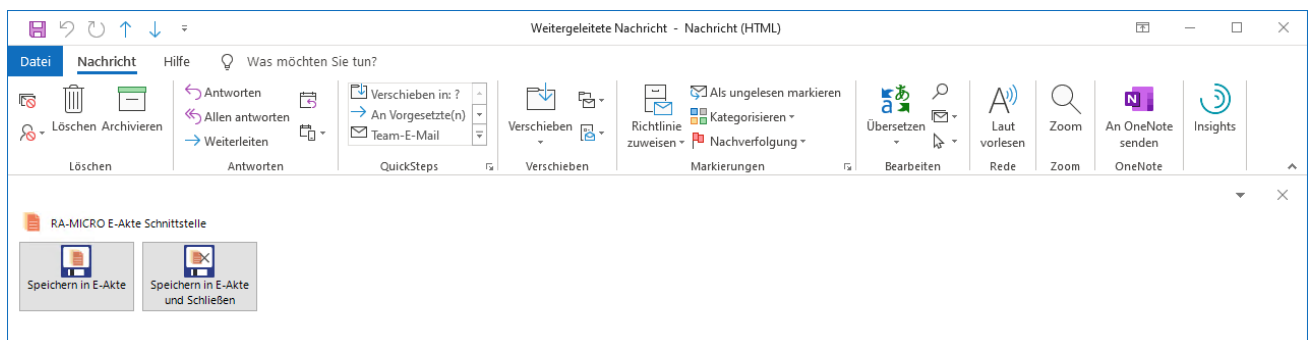 Weitergeleitete Nachricht - Nachricht (HTML)
Datei Nachricht Hilfe Was möchten Sie tun?
Löschen Archivieren
Löschen
Antworten
Allen antworten
Weiterleiten
Antworten
Verschieben in: ?
An Vorgesetzte(n)
Team-E-Mail
QuickSteps
Verschieben
Verschieben
Richtlinie
zuweisen
Als ungelesen markieren
Kategorisieren
Nachverfolgung
Markierungen
Übersetzen
Bearbeiten
Laut
vorlesen
Rede
Zoom
Zoom
An OneNote
senden
OneNote
Insights
RA-MICRO E-Akte Schnittstelle
Speichern in E-Akte
Speichern in E-Akte
und Schließen